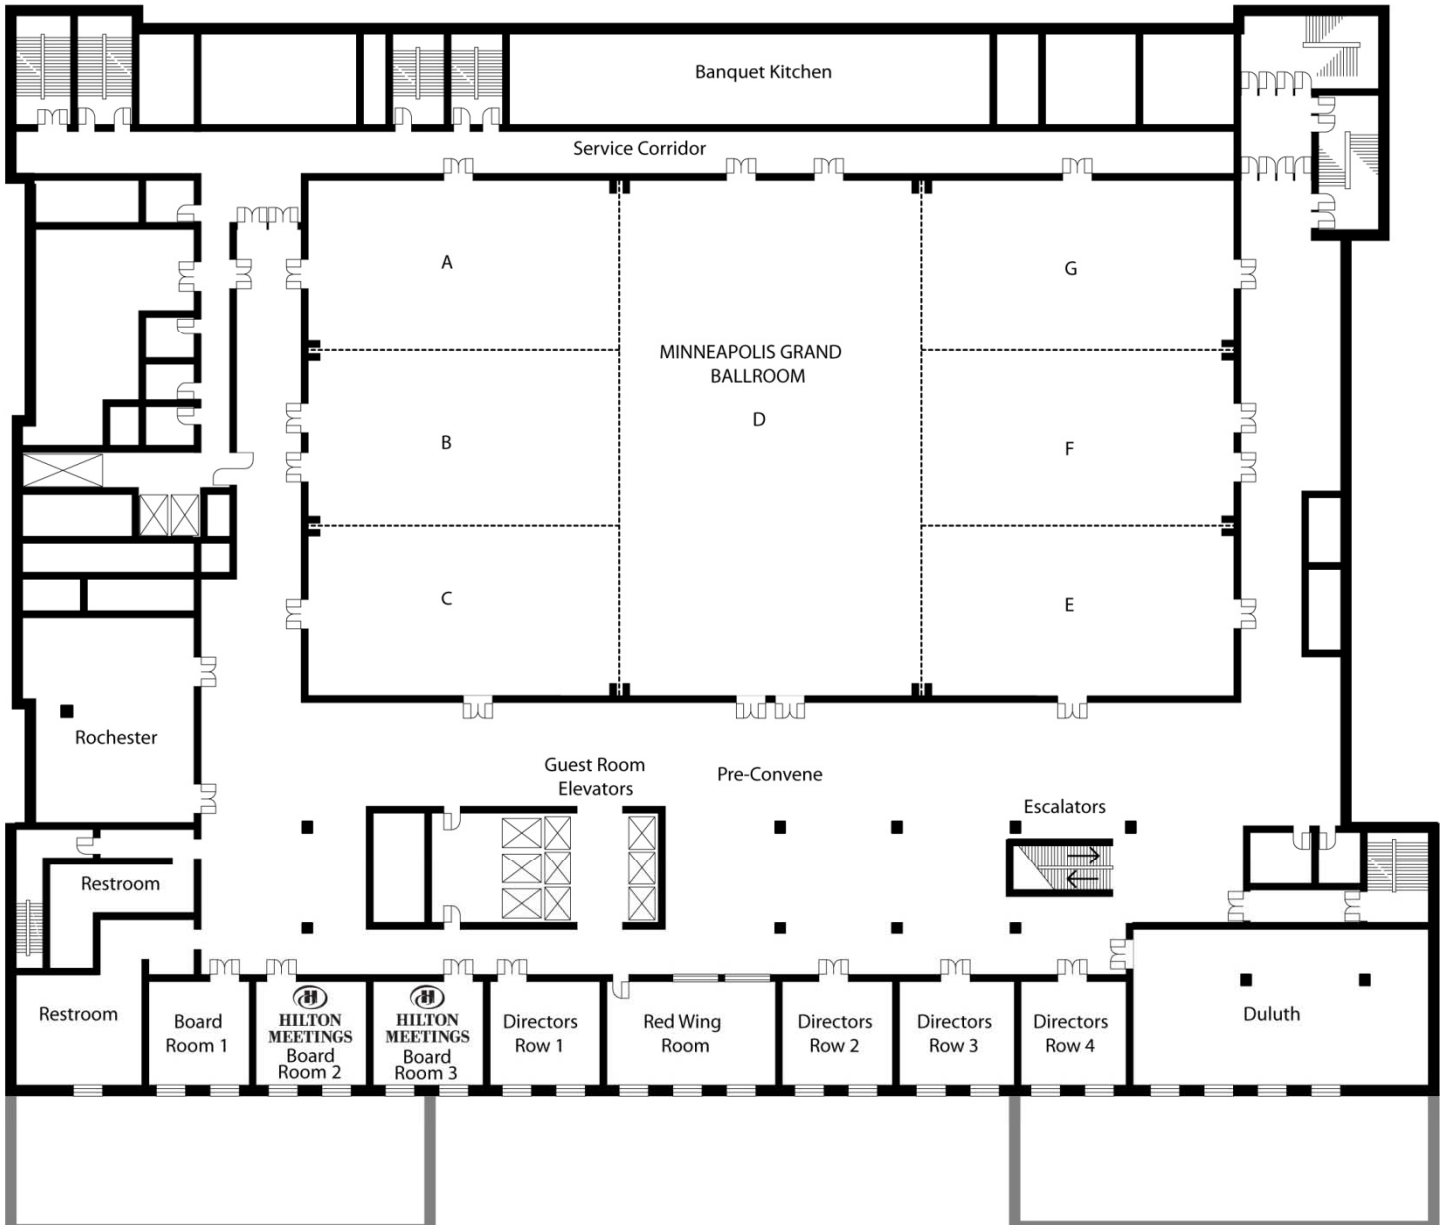 Banquet Kitchen
Service Corridor
A
G
MINNEAPOLIS GRAND
BALLROOM
D
B
F
C
E
Rochester
Guest Room
Elevators
Pre-Convene
Escalators
Restroom
Restroom
Board
Room 1
H
HILTON
MEETINGS
Board
Room 2
H
HILTON
MEETINGS
Board
Room 3
Directors
Row 1
Red Wing
Room
Directors
Row 2
Directors
Row 3
Directors
Row 4
Duluth